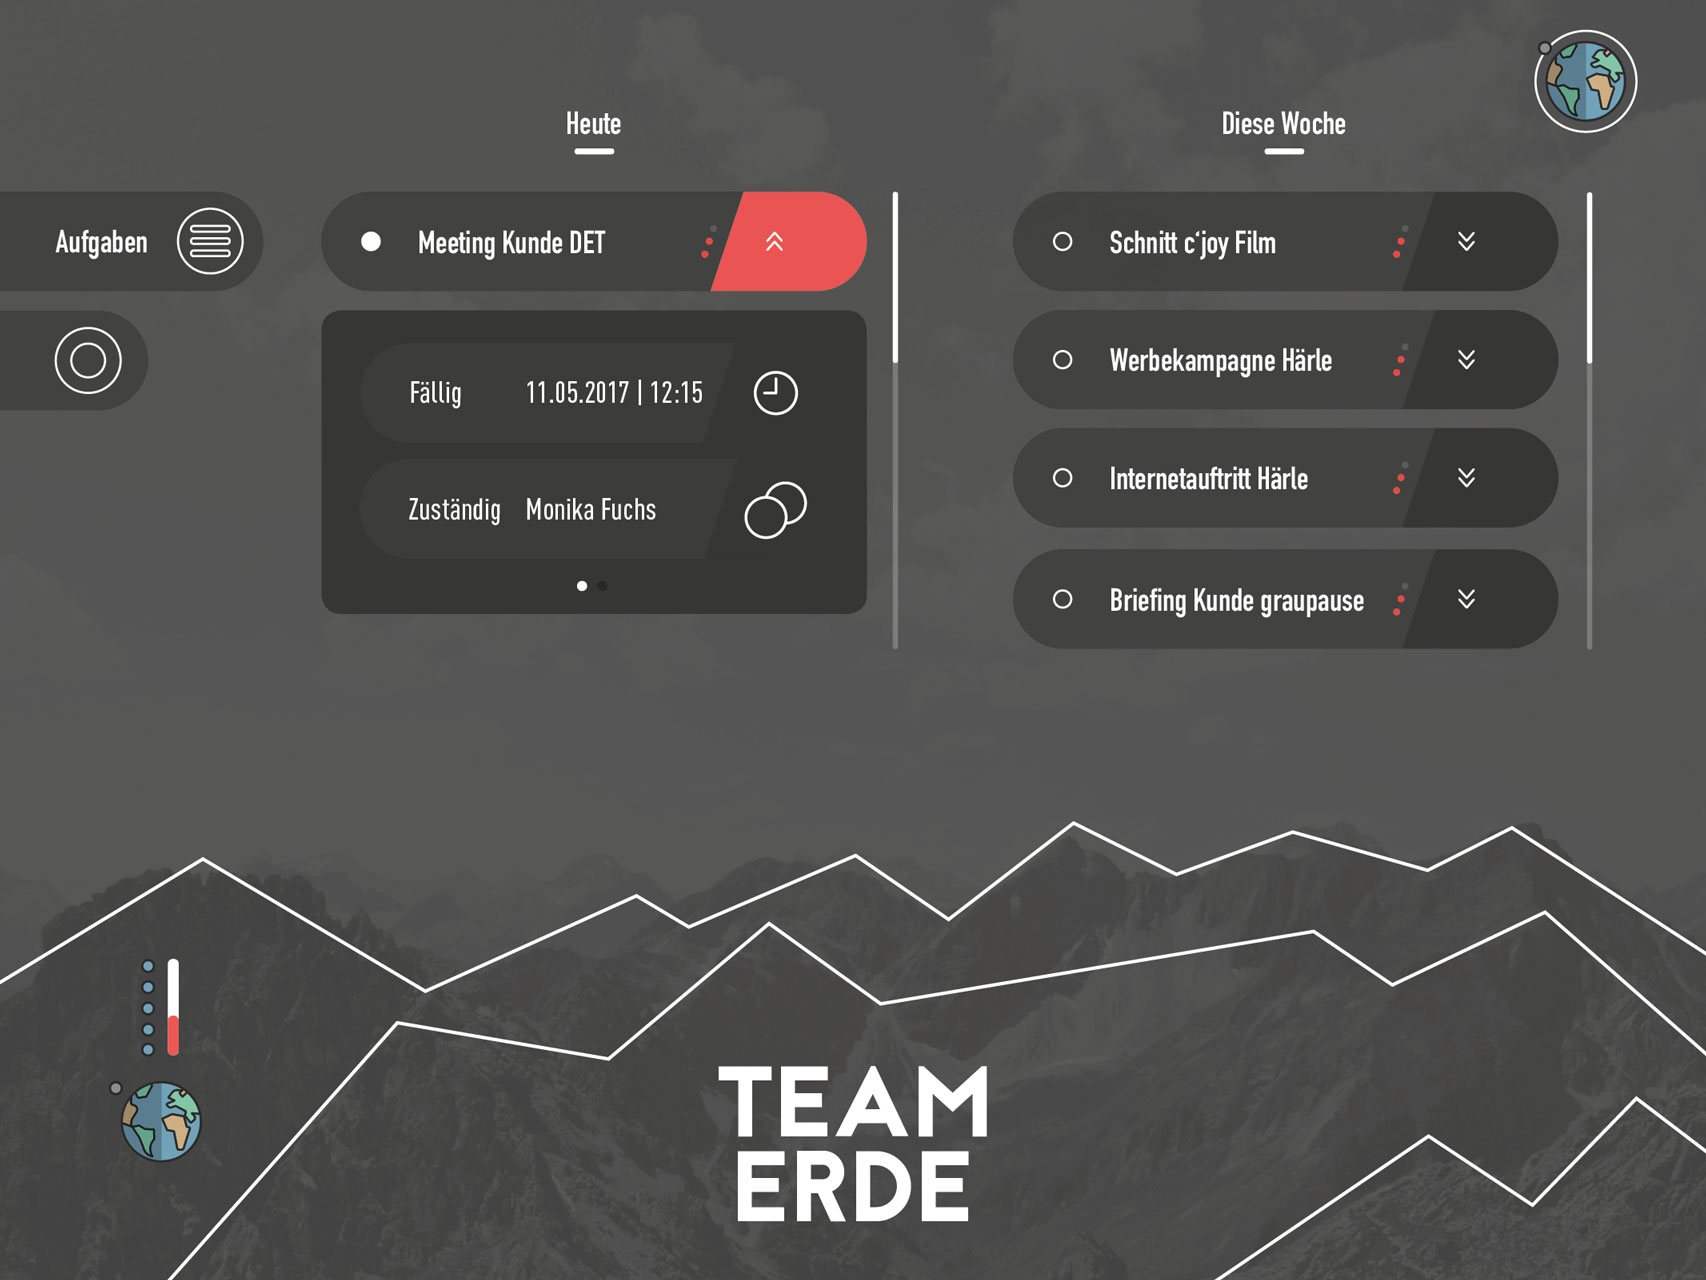 Heute
Diese Woche
Aufgaben
Meeting Kunde DET
Fällig 11.05.2017 | 12:15
Zuständig Monika Fuchs
Schnitt c‘joy Film
Werbekampagne Härle
Internetauftritt Härle
Briefing Kunde graupause
TEAM
ERDE